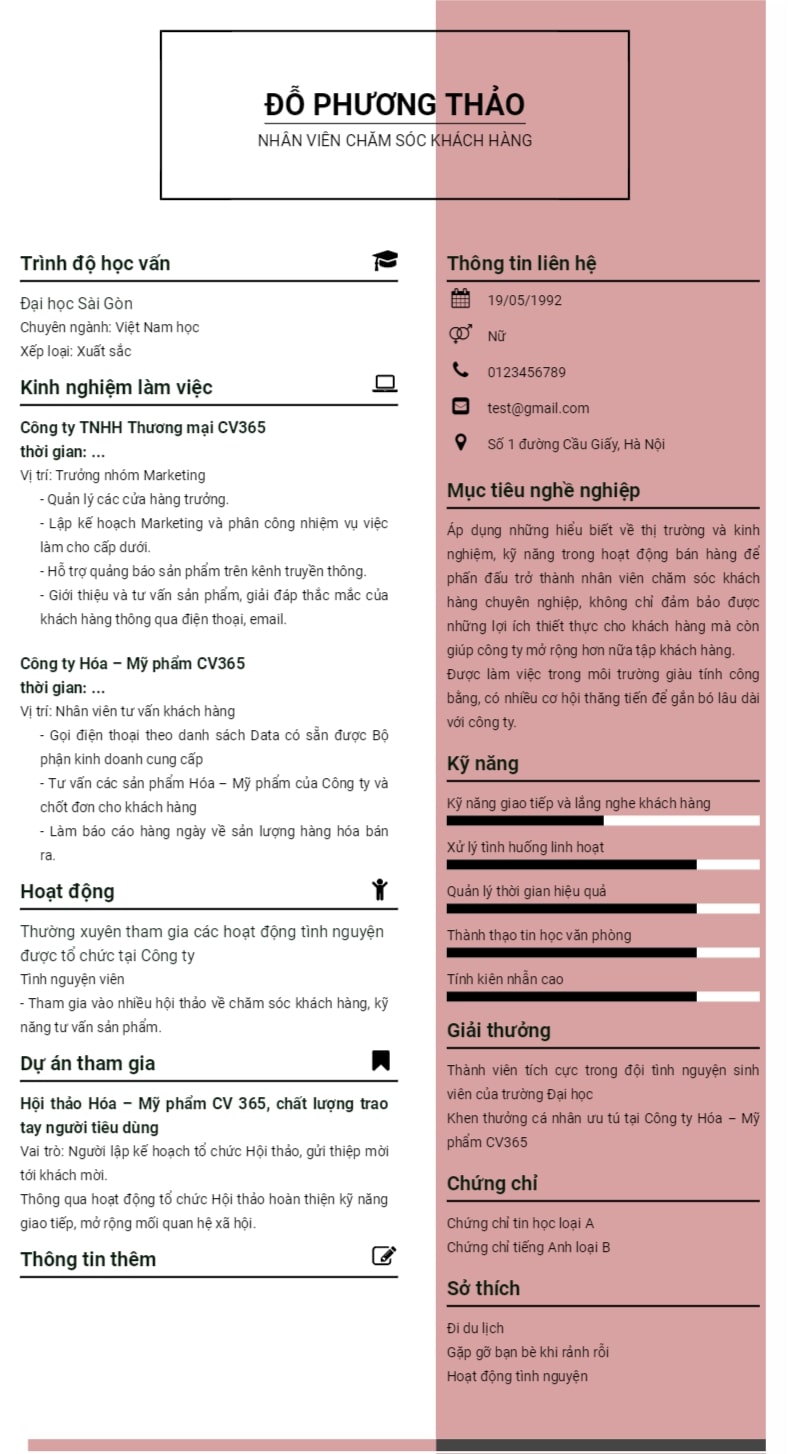 ĐỖ PHƯƠNG THẢO
NHÂN VIÊN CHĂM SÓC KHÁCH HÀNG
Trình độ học vấn
Đại học Sài Gòn
Chuyên ngành: Việt Nam học
Xếp loại: Xuất sắc
Kinh nghiệm làm việc
Công ty TNHH Thương mại CV365
thời gian: ...
Vị trí: Trưởng nhóm Marketing
- Quản lý các cửa hàng trưởng.
- Lập kế hoạch Marketing và phân công nhiệm vụ việc
làm cho cấp dưới.
- Hỗ trợ quảng báo sản phẩm trên kênh truyền thông.
- Giới thiệu và tư vấn sản phẩm, giải đáp thắc mắc của
khách hàng thông qua điện thoại, email.
Công ty Hóa – Mỹ phẩm CV365
thời gian: ...
Vị trí: Nhân viên tư vấn khách hàng
- Gọi điện thoại theo danh sách Data có sẵn được Bộ
phận kinh doanh cung cấp
- Tư vấn các sản phẩm Hóa – Mỹ phẩm của Công ty và
chốt đơn cho khách hàng
- Làm báo cáo hàng ngày về sản lượng hàng hóa bán
ra.
Hoạt động
Thường xuyên tham gia các hoạt động tình nguyện
được tổ chức tại Công ty
Tình nguyện viên
- Tham gia vào nhiều hội thảo về chăm sóc khách hàng, kỹ
năng tư vấn sản phẩm.
Dự án tham gia
Hội thảo Hóa – Mỹ phẩm CV 365, chất lượng trao
tay người tiêu dùng
Vai trò: Người lập kế hoạch tổ chức Hội thảo, gửi thiệp mời
tới khách mời.
Thông qua hoạt động tổ chức Hội thảo hoàn thiện kỹ năng
giao tiếp, mở rộng mối quan hệ xã hội.
Thông tin thêm
Thông tin liên hệ
19/05/1992
Nữ
0123456789
test@gmail.com
Số 1 đường Cầu Giấy, Hà Nội
Mục tiêu nghề nghiệp
Áp dụng những hiểu biết về thị trường và kinh
nghiệm, kỹ năng trong hoạt động bán hàng để
phấn đấu trở thành nhân viên chăm sóc khách
hàng chuyên nghiệp, không chỉ đảm bảo được
những lợi ích thiết thực cho khách hàng mà còn
giúp công ty mở rộng hơn nữa tập khách hàng.
Được làm việc trong môi trường giàu tính công
bằng, có nhiều cơ hội thăng tiến để gắn bó lâu dài
với công ty.
Kỹ năng
Kỹ năng giao tiếp và lắng nghe khách hàng
Xử lý tình huống linh hoạt
Quản lý thời gian hiệu quả
Thành thạo tin học văn phòng
Tính kiên nhẫn cao
Giải thưởng
Thành viên tích cực trong đội tình nguyện sinh
viên của trường Đại học
Khen thưởng cá nhân ưu tú tại Công ty Hóa – Mỹ
phẩm CV365
Chứng chỉ
Chứng chỉ tin học loại A
Chứng chỉ tiếng Anh loại B
Sở thích
Đi du lịch
Gặp gỡ bạn bè khi rảnh rỗi
Hoạt động tình nguyện